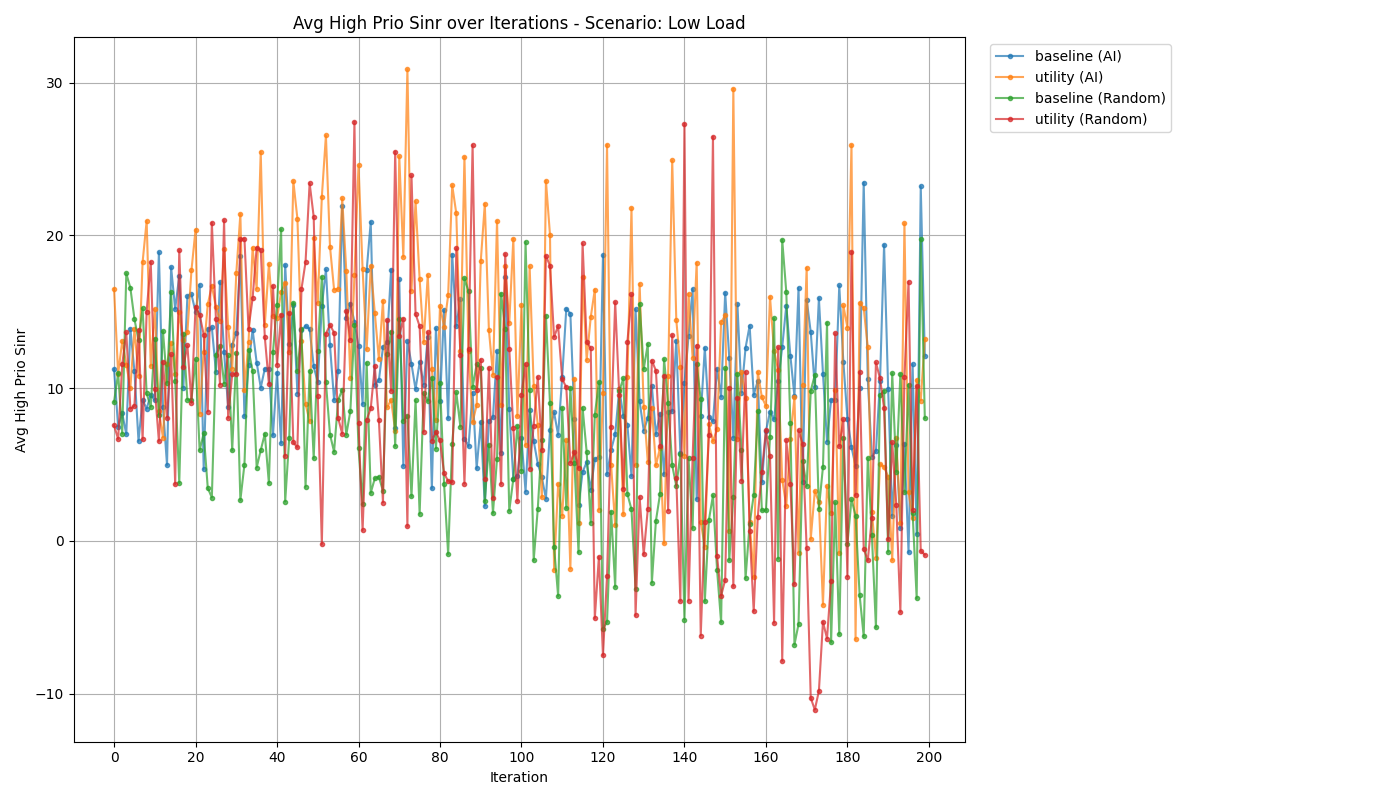 Avg High Prio Sinr over Iterations - Scenario: Low Load
baseline (AI)
utility (AI)
baseline (Random)
utility (Random)
Avg High Prio Sinr
30
20
10
0
−10
0 20 40 60 80 100 120 140 160 180 200
Iteration